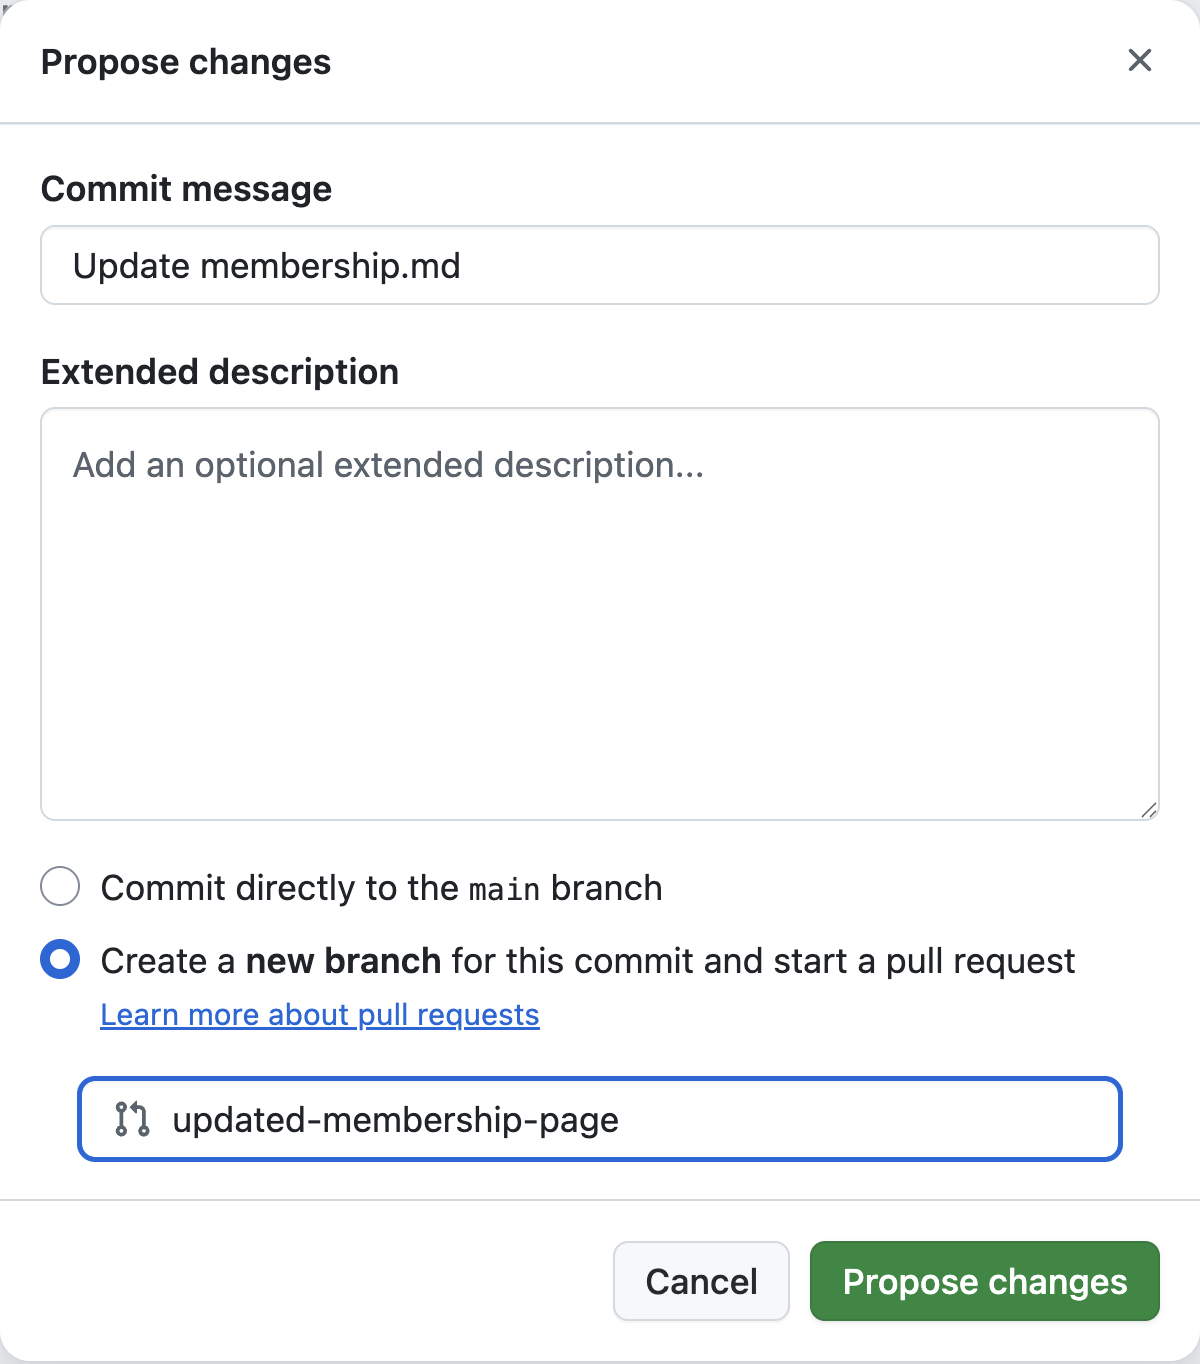 Propose changes
Commit message
Update membership.md
Extended description
Add an optional extended description...
Commit directly to the main branch
Create a new branch for this commit and start a pull request
Learn more about pull requests
updated-membership-page
Cancel
Propose changes